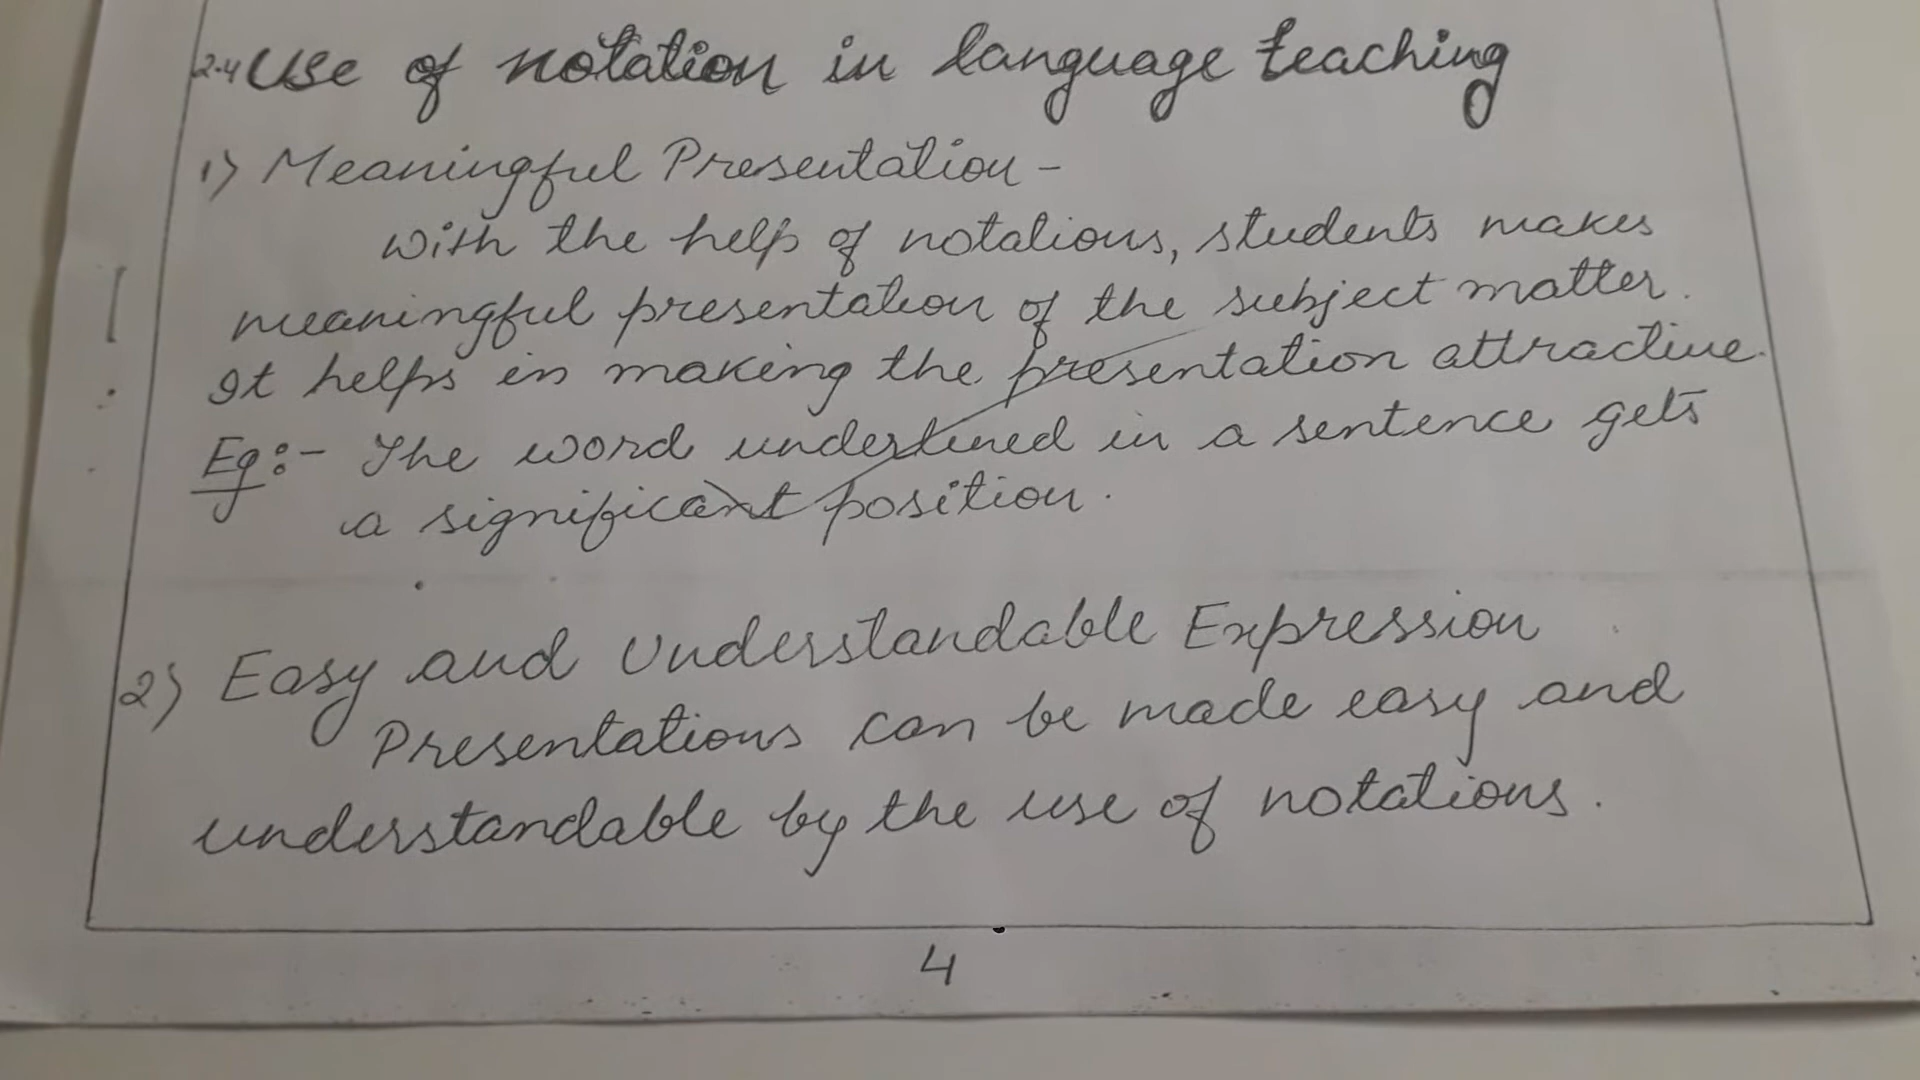 2.4 Use of notation in language teaching
1) Meaningful Presentation -
with the help of notations, students makes
meaningful presentation of the subject matter.
It helps in making the presentation attractive.
Eg:- The word underlined in a sentence gets
a significant position.
2) Easy and Understandable Expression
Presentations can be made easy and
understandable by the use of notations.
4